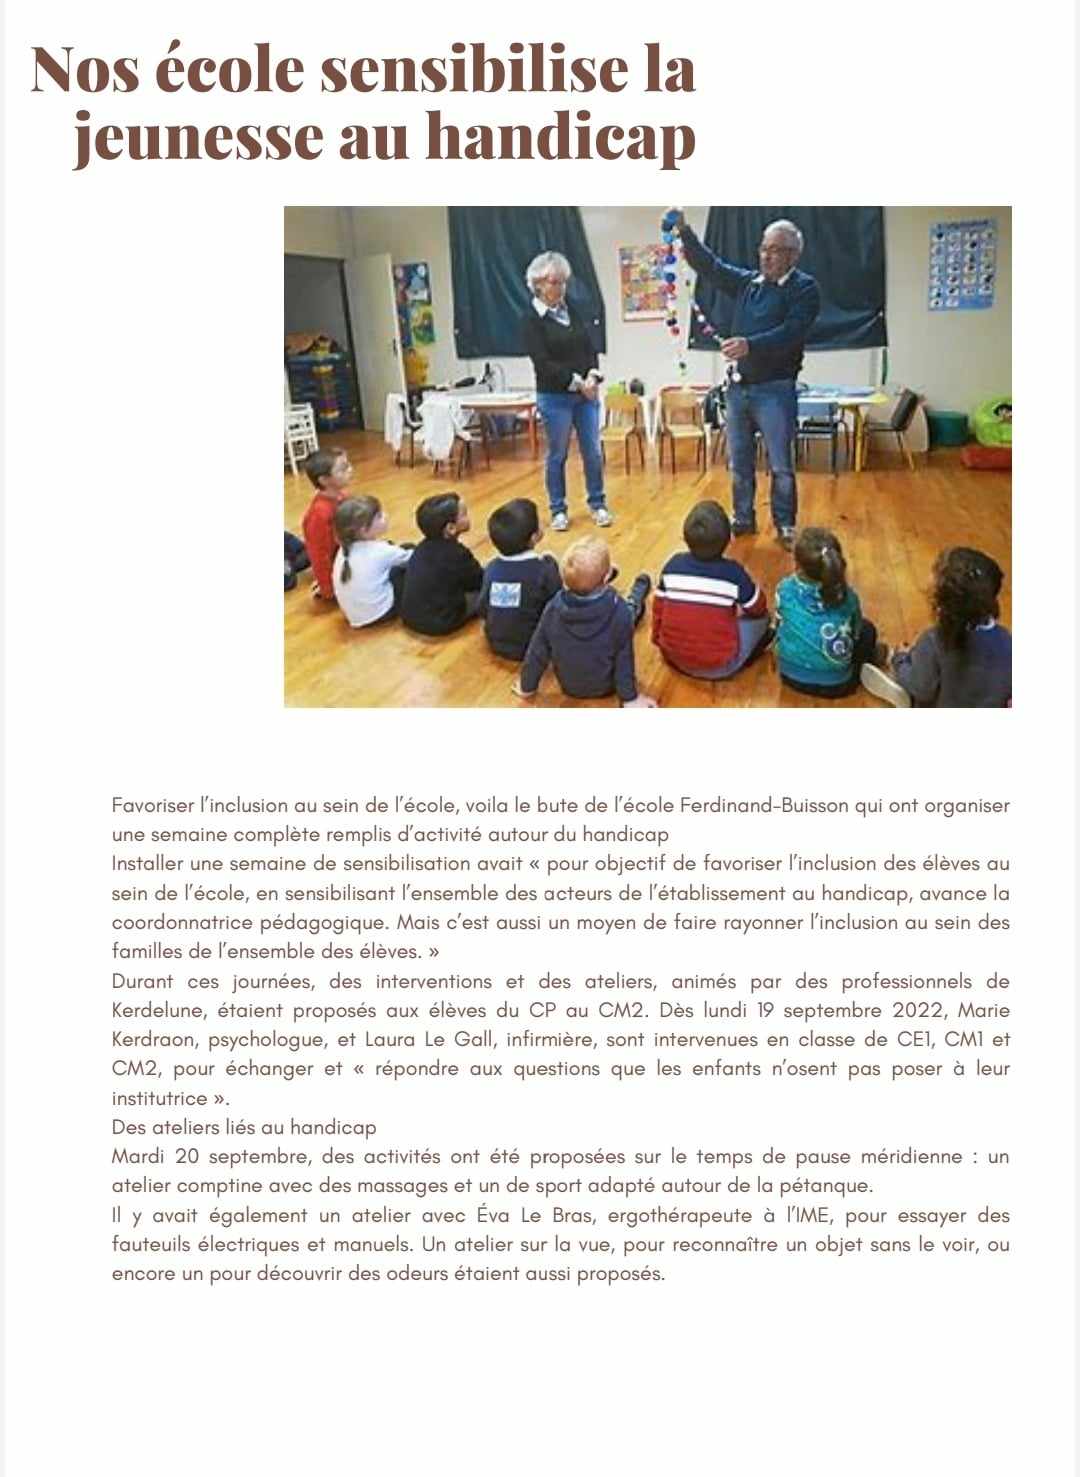 Nos école sensibilise la
jeunesse au handicap
Favoriser l'inclusion au sein de l'école, voila le bute de l'école Ferdinand-Buisson qui ont organiser
une semaine complète remplis d'activité autour du handicap
Installer une semaine de sensibilisation avait « pour objectif de favoriser l'inclusion des élèves au
sein de l'école, en sensibilisant l'ensemble des acteurs de l'établissement au handicap, avance la
coordonnatrice pédagogique. Mais c'est aussi un moyen de faire rayonner l'inclusion au sein des
familles de l'ensemble des élèves. »
Durant ces journées, des interventions et des ateliers, animés par des professionnels de
Kerdelune, étaient proposés aux élèves du CP au CM2. Dès lundi 19 septembre 2022, Marie
Kerdraon, psychologue, et Laura Le Gall, infirmière, sont intervenues en classe de CE1, CM1 et
CM2, pour échanger et « répondre aux questions que les enfants n'osent pas poser à leur
institutrice ».
Des ateliers liés au handicap
Mardi 20 septembre, des activités ont été proposées sur le temps de pause méridienne : un
atelier comptine avec des massages et un de sport adapté autour de la pétanque.
Il y avait également un atelier avec Éva Le Bras, ergothérapeute à l'IME, pour essayer des
fauteuils électriques et manuels. Un atelier sur la vue, pour reconnaître un objet sans le voir, ou
encore un pour découvrir des odeurs étaient aussi proposés.